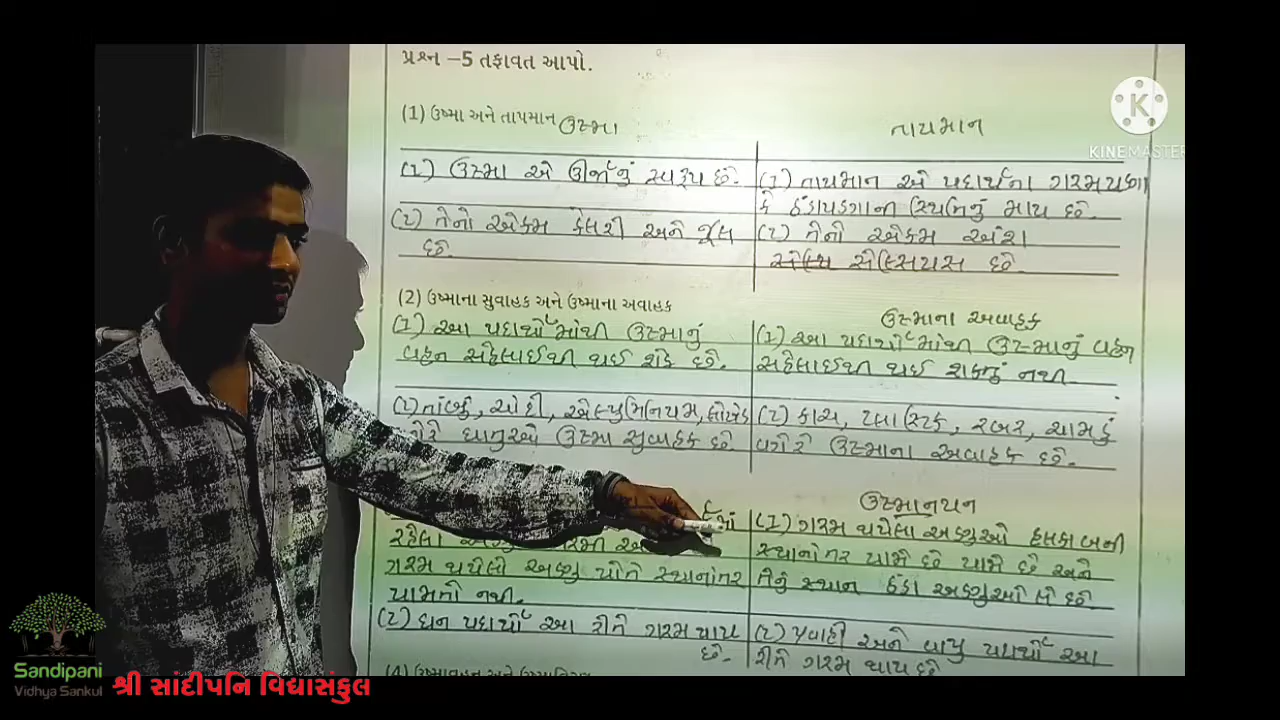 પ્રશ્ન –5 તફાવત આપો.
(1) ઉષ્મા અને તાપમાન ઉષ્મા
તાપમાન
(1) ઉષ્મા એ ઊર્જાનું સ્વરૂપ છે.
(1) તાપમાન એ પદાર્થના ગરમપણા
કે ઠંડાપણાની સ્થિતિનું માપ છે.
(2) તેનો એકમ કેલરી અને જૂલ
છે.
(2) તેનો એકમ અંશ
સેલ્સિયસ છે.
(2) ઉષ્માના સુવાહક અને ઉષ્માના અવાહક
ઉષ્માના અવાહક
(1) આ પદાર્થોમાંથી ઉષ્માનું
વહન સહેલાઈથી થઈ શકે છે.
(1) આ પદાર્થોમાંથી ઉષ્માનું વહન
સહેલાઈથી થઈ શકતું નથી
(2) તાંબું, ચાંદી, એલ્યુમિનિયમ, લોખંડ
ધાતુઓ ઉષ્મા સુવાહક છે.
(2) કાચ, પ્લાસ્ટિક, રબર, ચામડું
વગેરે ઉષ્માના અવાહક છે.
ઉષ્માનયન
રહેલા
ગરમ થયેલો અણુ પોતે સ્થાનાંતર
પામતો નથી.
(1) ગરમ થયેલા અણુઓ હલકા બની
સ્થાનાંતર પામે છે પામે છે અને
તેનું સ્થાન ઠંડા અણુઓ લે છે.
(2) ઘન પદાર્થો આ રીતે ગરમ થાય
છે.
(2) પ્રવાહી અને વાયુ પદાર્થો આ
રીતે ગરમ થાય છે
KINEMASTER
Sandipani
Vidhya Sankul
શ્રી સાંદીપનિ વિદ્યાસંકુલ